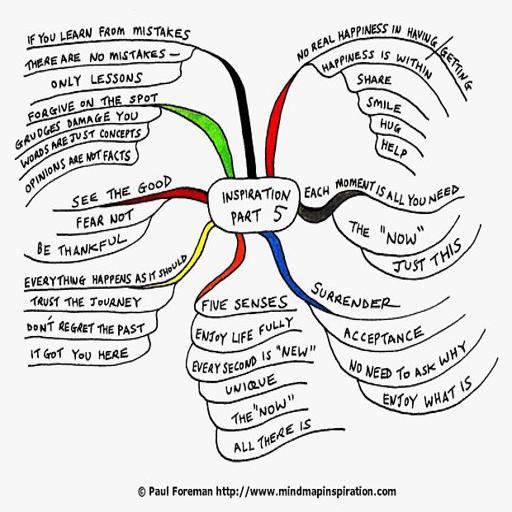 IF YOU LEARN FROM MISTAKES
THERE ARE NO MISTAKES –
ONLY LESSONS
FORGIVE ON THE SPOT
GRUDGES DAMAGE YOU
WORDS ARE JUST CONCEPTS
OPINIONS ARE NOT FACTS
SEE THE GOOD
FEAR NOT
BE THANKFUL
EVERYTHING HAPPENS AS IT SHOULD
TRUST THE JOURNEY
DON'T REGRET THE PAST
IT GOT YOU HERE
INSPIRATION
PART 5
NO REAL HAPPINESS IN HAVING/GETTING
HAPPINESS IS WITHIN
SHARE
SMILE
HUG
HELP
EACH MOMENT IS ALL YOU NEED
THE "NOW"
JUST THIS
SURRENDER
ACCEPTANCE
NO NEED TO ASK WHY
ENJOY WHAT IS
FIVE SENSES
ENJOY LIFE FULLY
EVERY SECOND IS "NEW"
UNIQUE
THE "NOW"
ALL THERE IS
© Paul Foreman http://www.mindmapinspiration.com